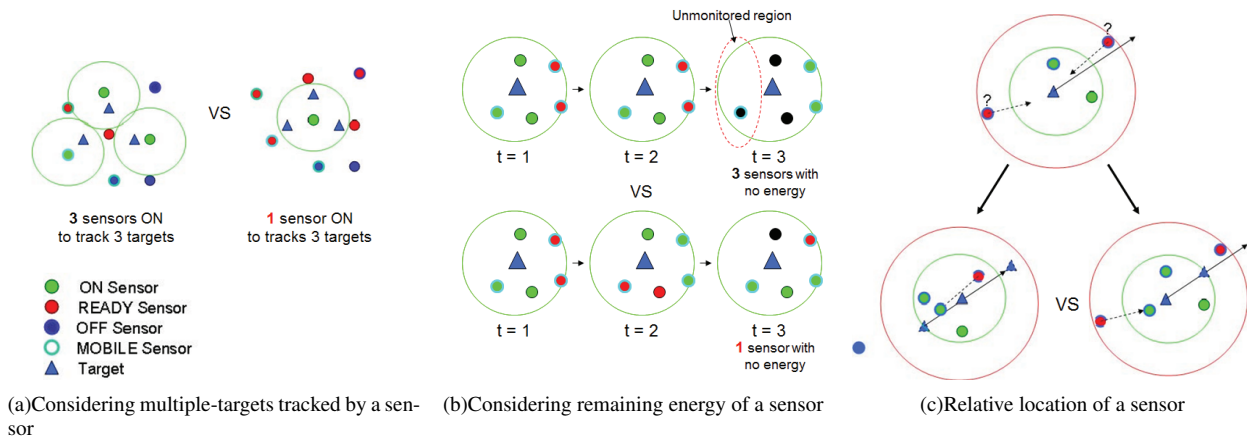 VS
3 sensors ON
to track 3 targets
1 sensor ON
to tracks 3 targets
ON Sensor
READY Sensor
OFF Sensor
MOBILE Sensor
Target
(a)Considering multiple-targets tracked by a sen-
sor
Unmonitored region
t = 1
t = 2
t = 3
3 sensors with
no energy
VS
t = 1
t = 2
t = 3
1 sensor with
no energy
(b)Considering remaining energy of a sensor
?
?
VS
(c)Relative location of a sensor